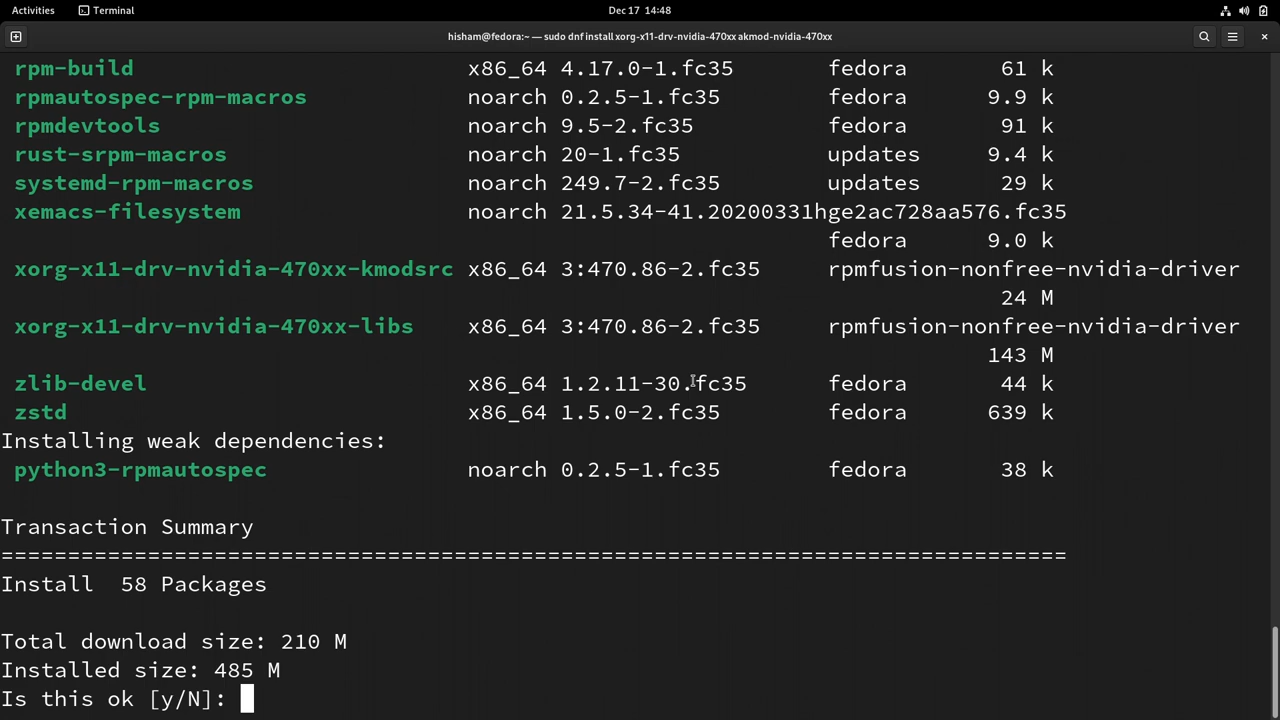 Activities Terminal Dec 17 14:48
hisham@fedora:~ — sudo dnf install xorg-x11-drv-nvidia-470xx akmod-nvidia-470xx
rpm-build x86_64 4.17.0-1.fc35 fedora 61 k
rpmautospec-rpm-macros noarch 0.2.5-1.fc35 fedora 9.9 k
rpmdevtools noarch 9.5-2.fc35 fedora 91 k
rust-srpm-macros noarch 20-1.fc35 updates 9.4 k
systemd-rpm-macros noarch 249.7-2.fc35 updates 29 k
xemacs-filesystem noarch 21.5.34-41.20200331hge2ac728aa576.fc35
fedora 9.0 k
xorg-x11-drv-nvidia-470xx-kmodsrc x86_64 3:470.86-2.fc35 rpmfusion-nonfree-nvidia-driver
24 M
xorg-x11-drv-nvidia-470xx-libs x86_64 3:470.86-2.fc35 rpmfusion-nonfree-nvidia-driver
143 M
zlib-devel x86_64 1.2.11-30.fc35 fedora 44 k
zstd x86_64 1.5.0-2.fc35 fedora 639 k
Installing weak dependencies:
python3-rpmautospec noarch 0.2.5-1.fc35 fedora 38 k
Transaction Summary
================================================================================
Install 58 Packages
Total download size: 210 M
Installed size: 485 M
Is this ok [y/N]: